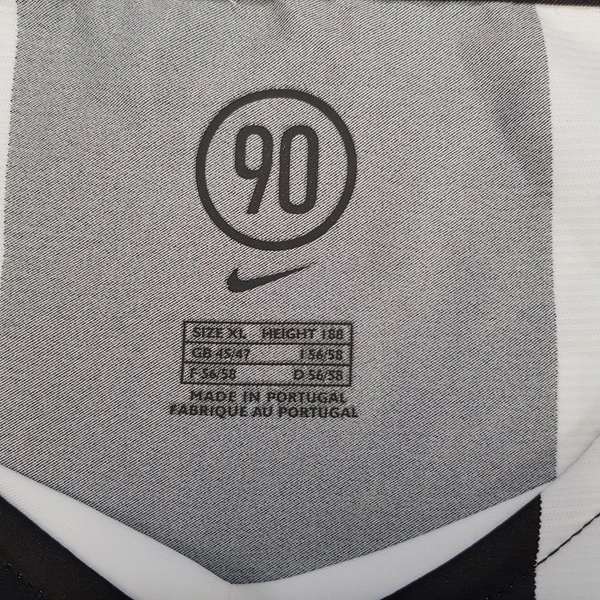 90
SIZE XL HEIGHT 188
GB 45/47 I 56/58
F 56/58 D 56/58
MADE IN PORTUGAL
FABRIQUE AU PORTUGAL